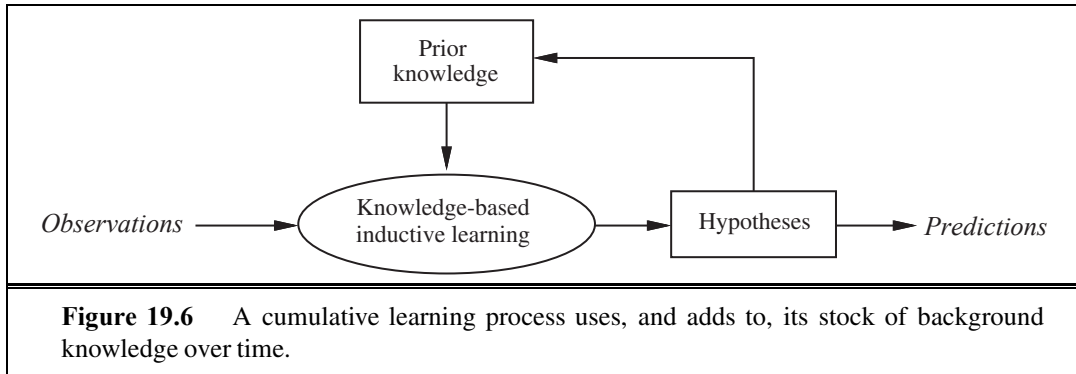 Prior
knowledge
Observations
Knowledge-based
inductive learning
Hypotheses
Predictions
Figure 19.6 A cumulative learning process uses, and adds to, its stock of background
knowledge over time.